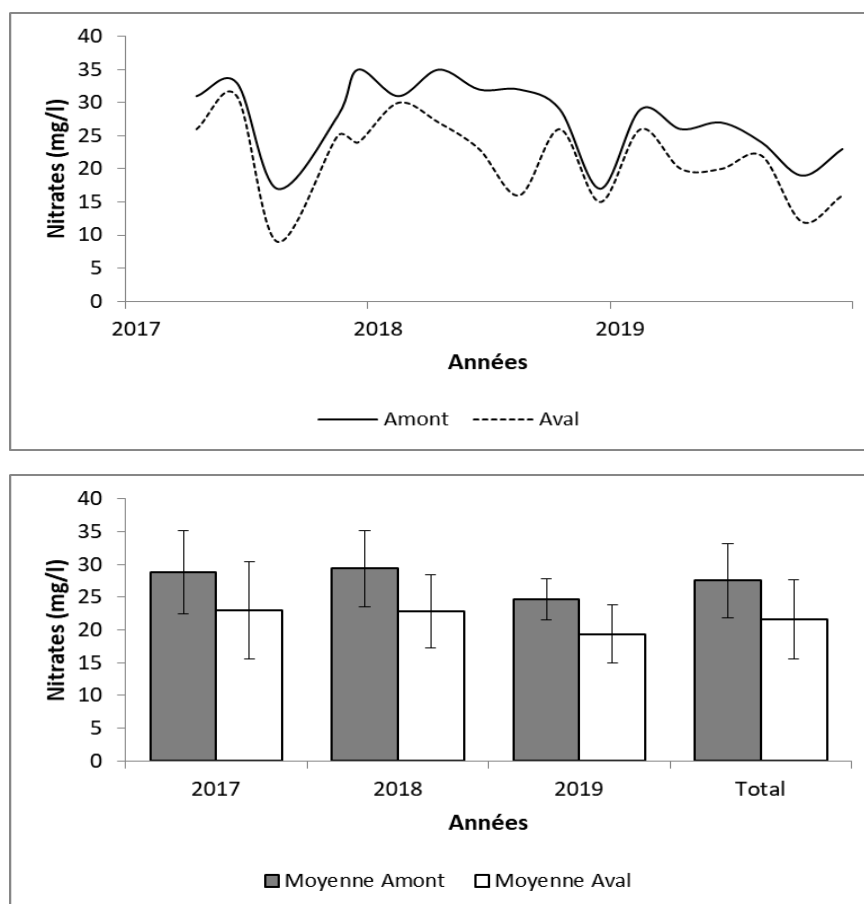 40
35
30
25
20
15
10
5
0
Nitrates (mg/l)
2017 2018 2019
Années
Amont Aval
40
35
30
25
20
15
10
5
0
Nitrates (mg/l)
2017 2018 2019 Total
Années
Moyenne Amont Moyenne Aval